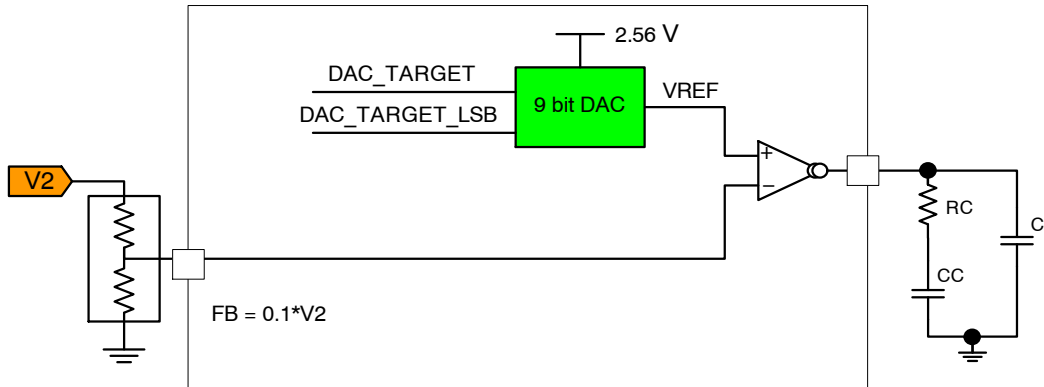 2.56 V
DAC_TARGET
DAC_TARGET_LSB
9 bit DAC
VREF
+
−
V2
RC
C
CC
FB = 0.1*V2